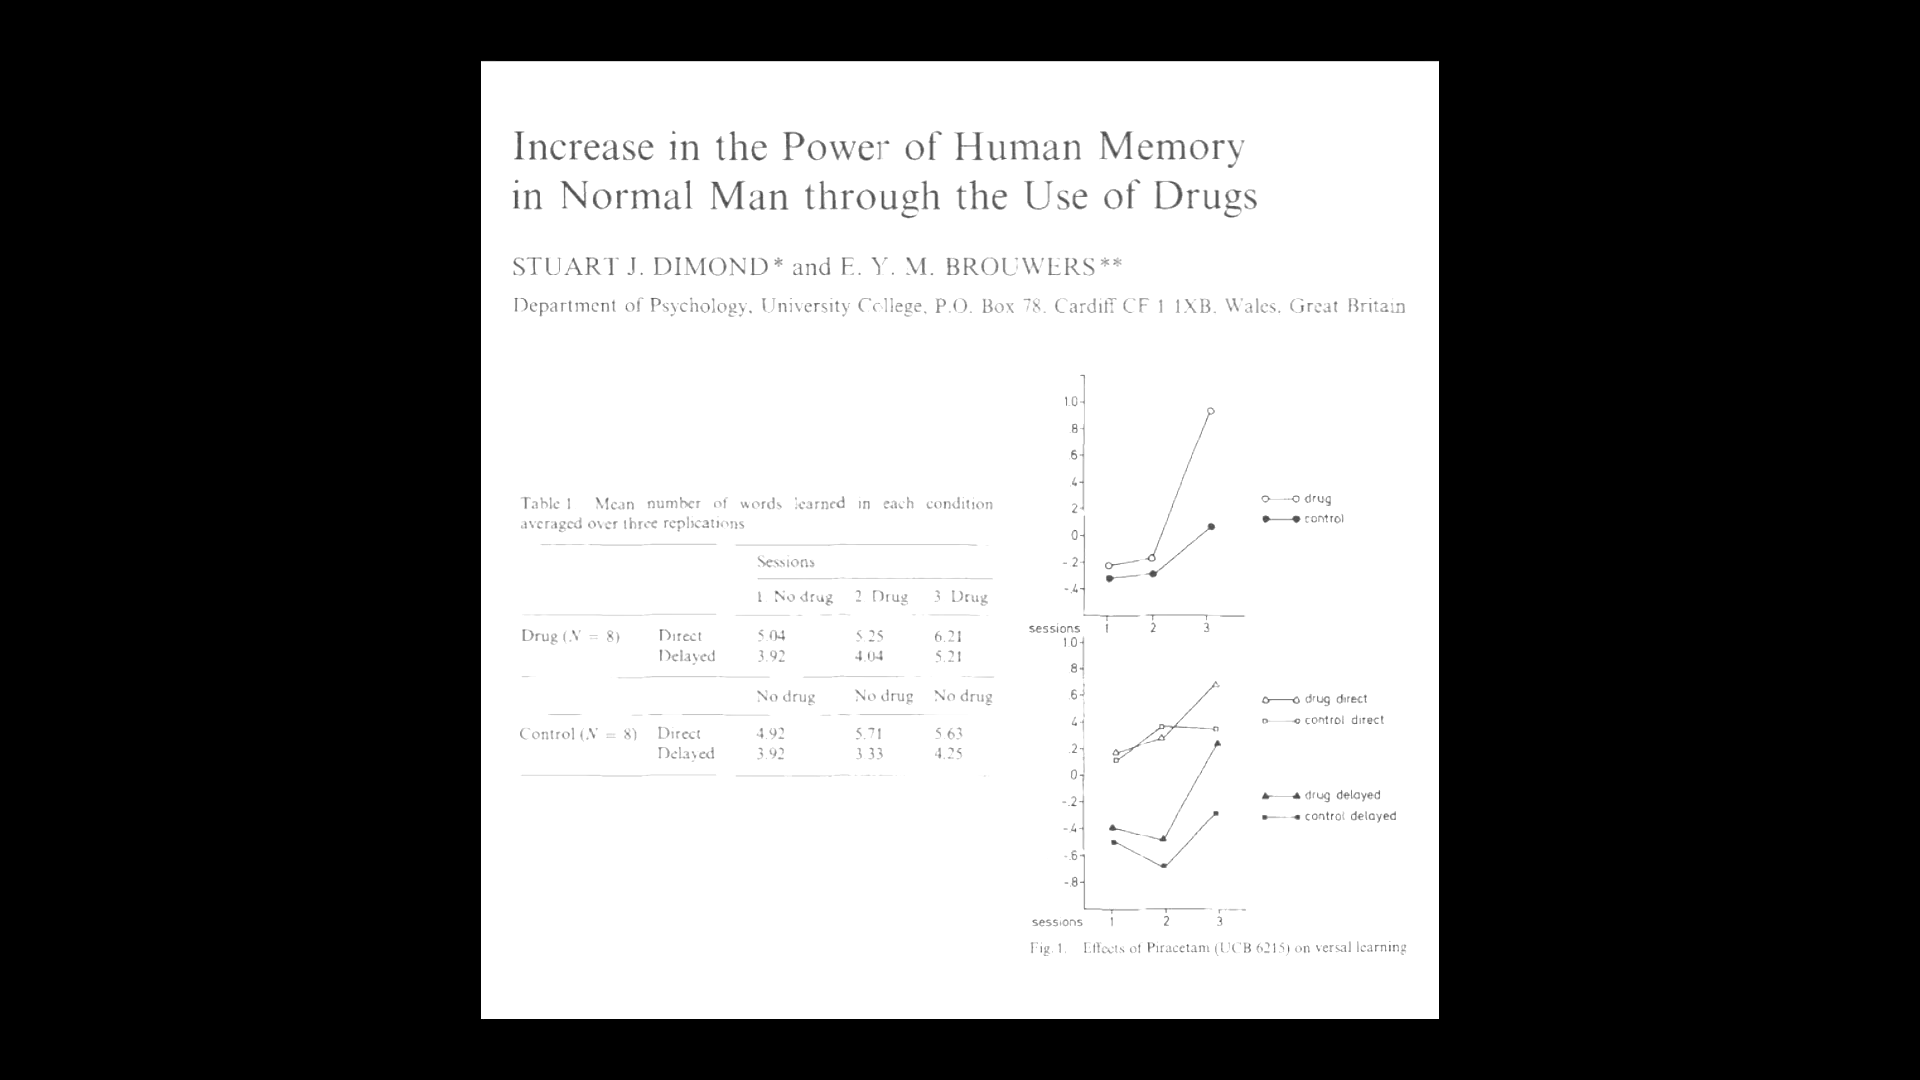 Increase in the Power of Human Memory
in Normal Man through the Use of Drugs
STUART J. DIMOND* and E. Y. M. BROUWERS**
Department of Psychology, University College, P.O. Box 78, Cardiff CF 1 1XB, Wales, Great Britain
Table 1 Mean number of words learned in each condition
averaged over three replications
Sessions
1 No drug 2 Drug 3 Drug
Drug (N = 8) Direct 5.04 5.25 6.21
Delayed 3.92 4.04 5.21
No drug No drug No drug
Control (N = 8) Direct 4.92 5.71 5.63
Delayed 3.92 3.33 4.25
1.0
.8
.6
.4
.2
0
-.2
-.4
sessions 1 2 3
drug
control
1.0
.8
.6
.4
.2
0
-.2
-.4
-.6
-.8
sessions 1 2 3
drug direct
control direct
drug delayed
control delayed
Fig. 1. Effects of Piracetam (UCB 6215) on versal learning